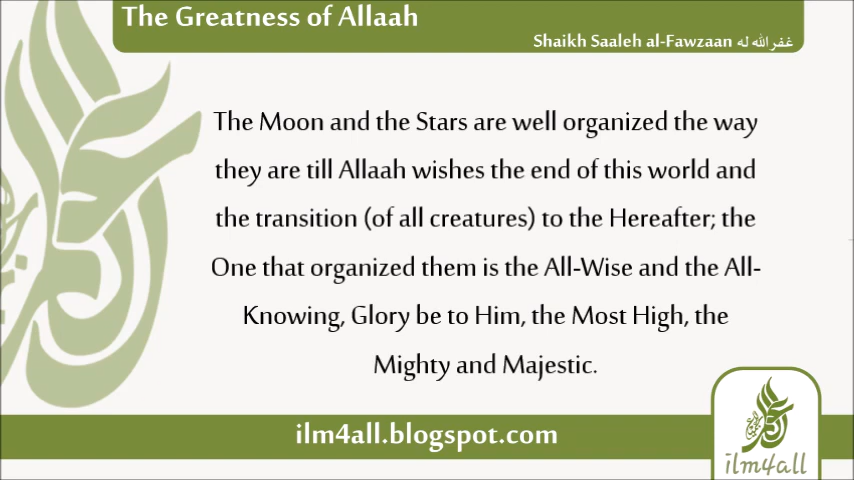 The Greatness of Allaah
Shaikh Saaleh al-Fawzaan غفر الله له
The Moon and the Stars are well organized the way
they are till Allaah wishes the end of this world and
the transition (of all creatures) to the Hereafter; the
One that organized them is the All-Wise and the All-
Knowing, Glory be to Him, the Most High, the
Mighty and Majestic.
ilm4all.blogspot.com
ilm4all